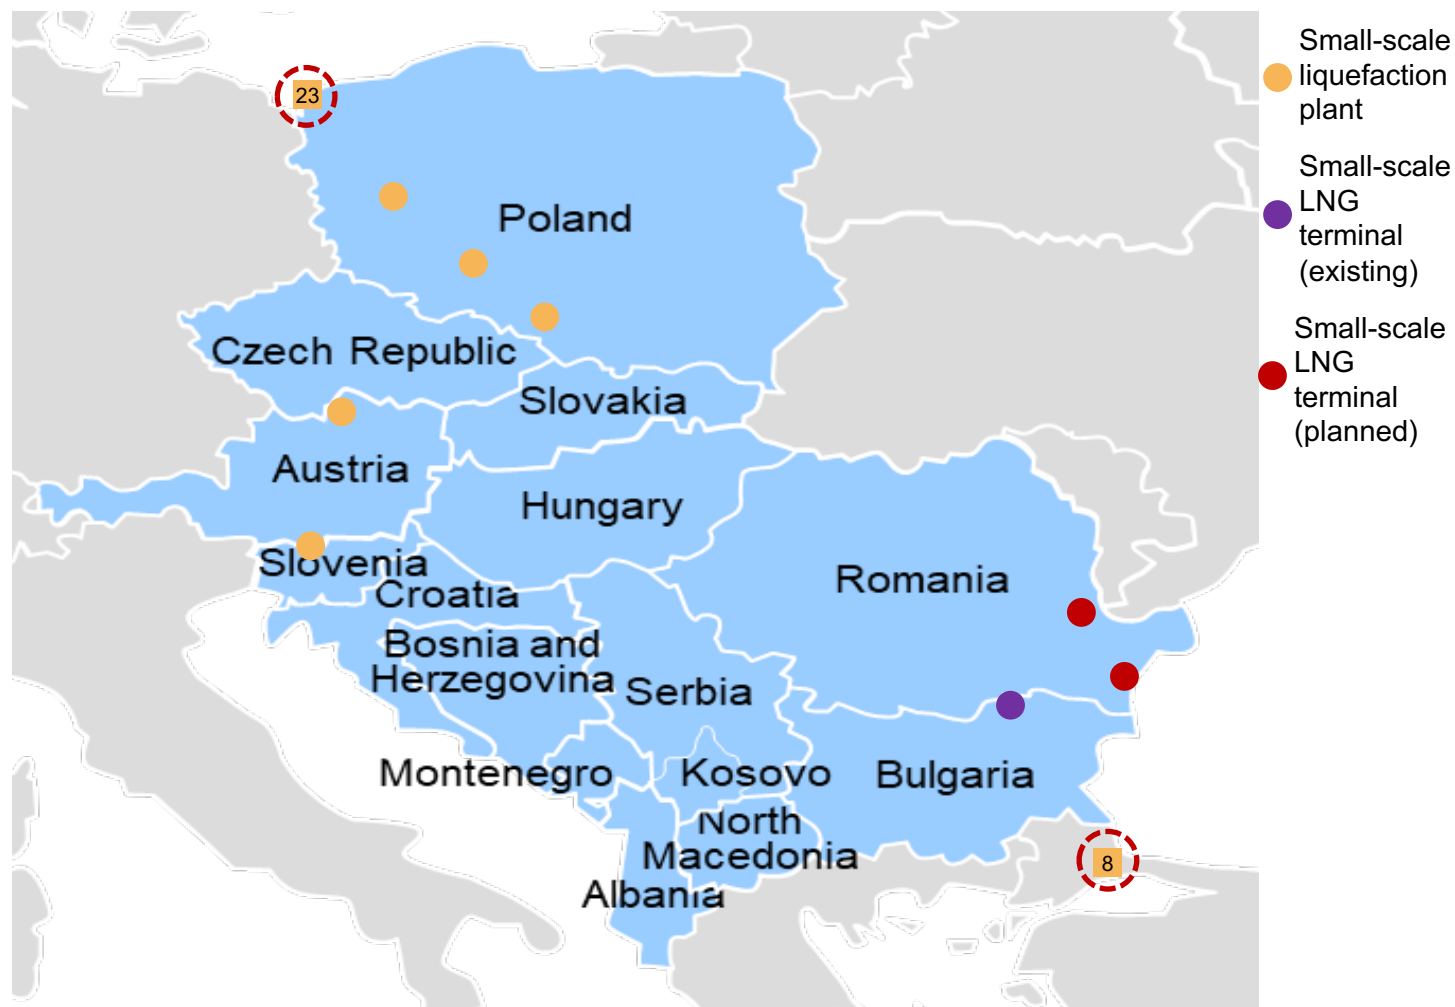 23
Poland
Czech Republic
Slovakia
Austria
Hungary
Slovenia
Croatia
Romania
Bosnia and
Herzegovina
Serbia
Montenegro
Kosovo
Bulgaria
North
Macedonia
Albania
8
Small-scale
liquefaction
plant
Small-scale
LNG
terminal
(existing)
Small-scale
LNG
terminal
(planned)